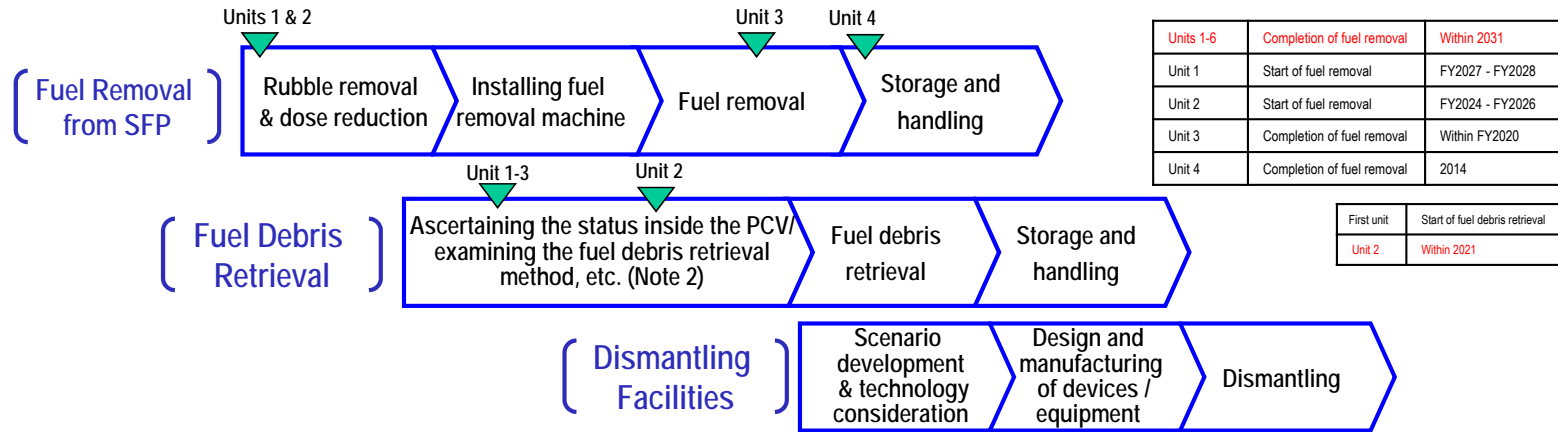 Units 1 & 2
Unit 3
Unit 4
Fuel Removal
from SFP
Rubble removal
& dose reduction
Installing fuel
removal machine
Fuel removal
Storage and
handling
Units 1-6 Completion of fuel removal Within 2031
Unit 1 Start of fuel removal FY2027 - FY2028
Unit 2 Start of fuel removal FY2024 - FY2026
Unit 3 Completion of fuel removal Within FY2020
Unit 4 Completion of fuel removal 2014
Unit 1-3
Unit 2
Fuel Debris
Retrieval
Ascertaining the status inside the PCV/
examining the fuel debris retrieval
method, etc. (Note 2)
Fuel debris
retrieval
Storage and
handling
First unit Start of fuel debris retrieval
Unit 2 Within 2021
Dismantling
Facilities
Scenario
development
& technology
consideration
Design and
manufacturing
of devices /
equipment
Dismantling